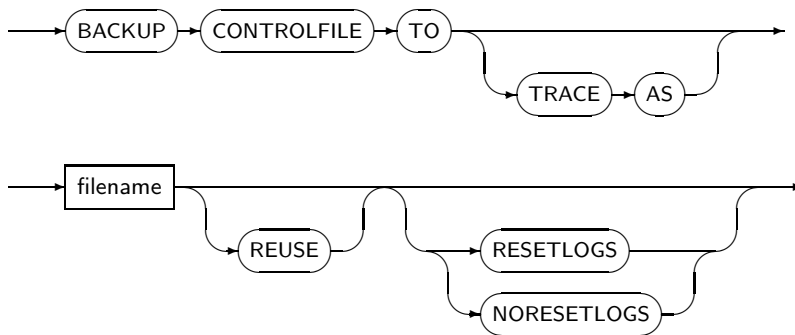 BACKUP CONTROLFILE TO
TRACE AS
filename
REUSE RESETLOGS
NORESETLOGS